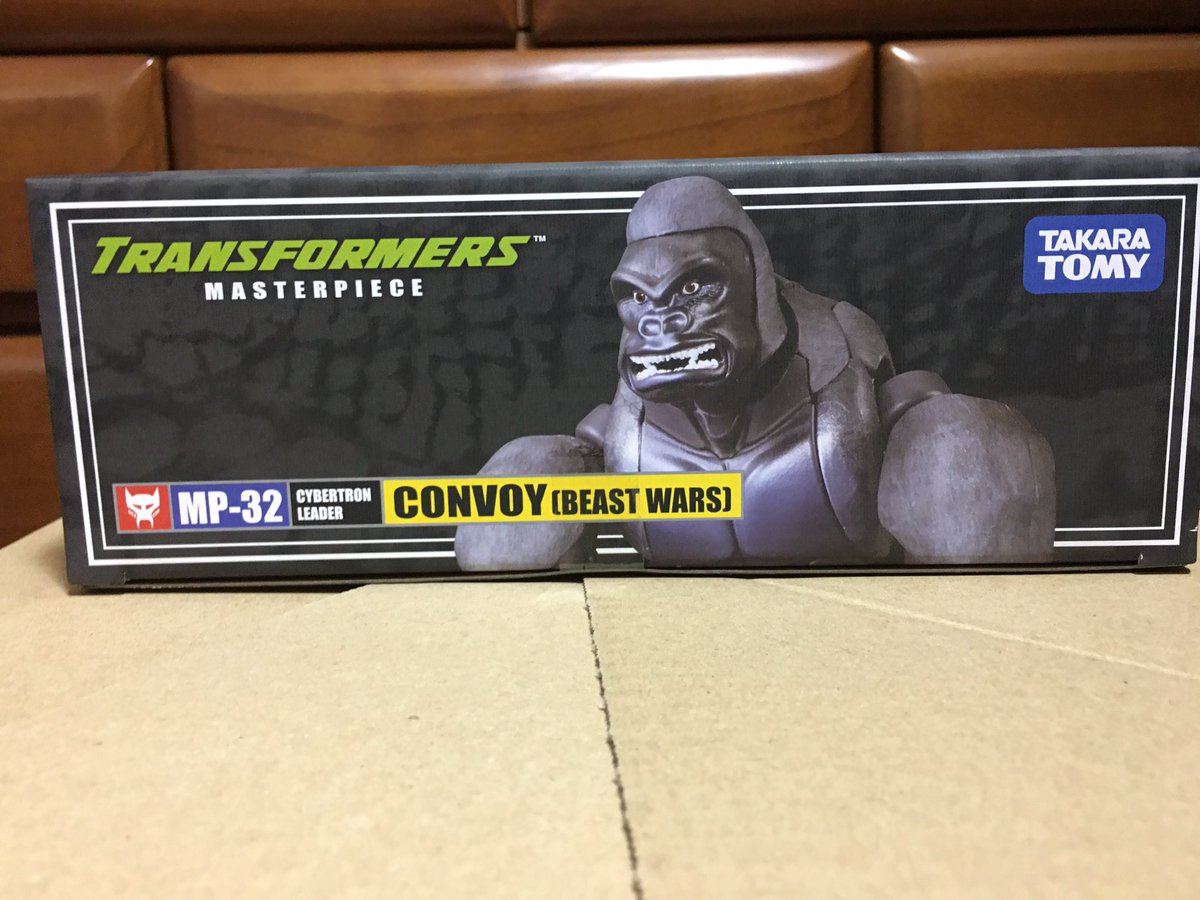 TRANSFORMERS™
MASTERPIECE
TAKARA
TOMY
MP-32
CYBERTRON
LEADER
CONVOY (BEAST WARS)